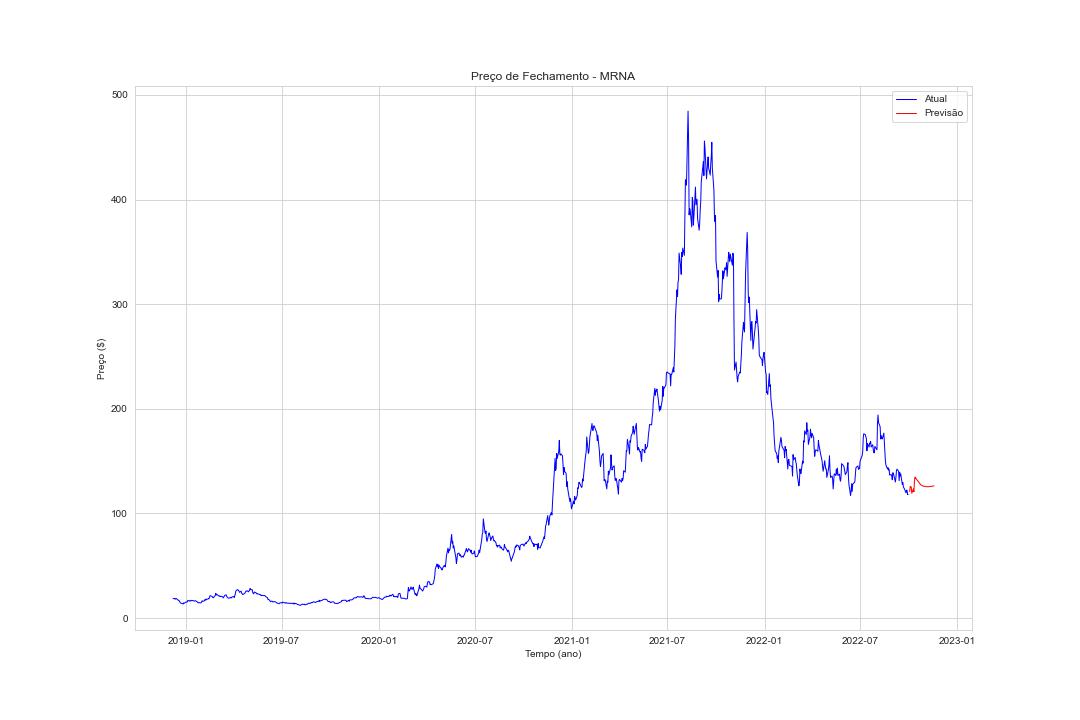 Preço de Fechamento - MRNA
Atual
Previsão
500
400
300
200
100
0
Preço ($)
2019-01 2019-07 2020-01 2020-07 2021-01 2021-07 2022-01 2022-07 2023-01
Tempo (ano)